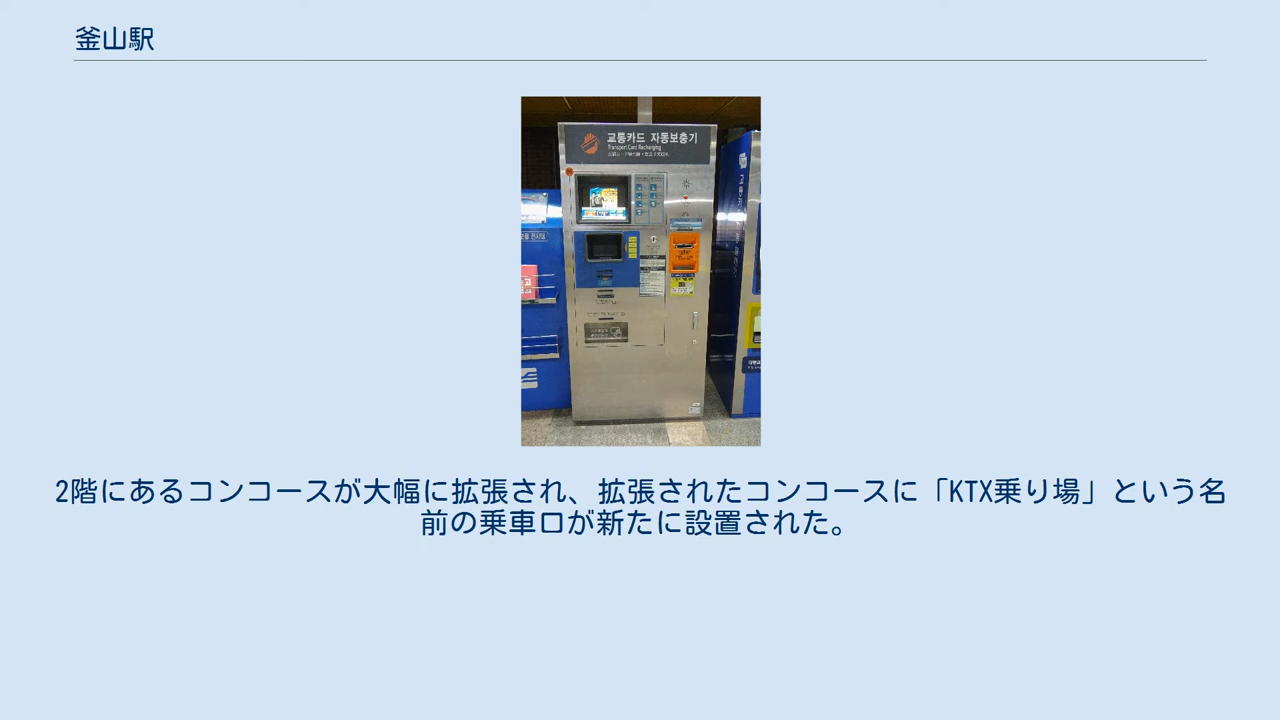 釜山駅
교통카드 자동보충기
Transport Card Recharging
2階にあるコンコースが大幅に拡張され、拡張されたコンコースに「KTX乗り場」という名
前の乗車口が新たに設置された。